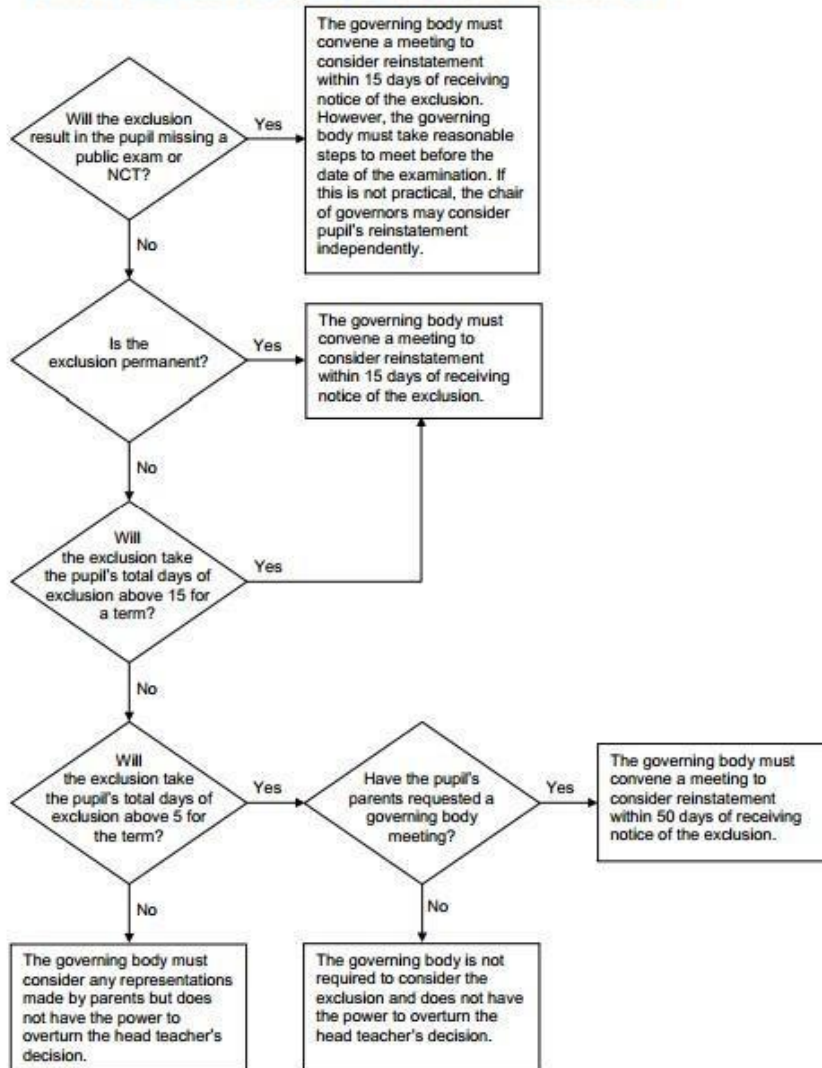 The governing body must
convene a meeting to
consider reinstatement
within 15 days of receiving
notice of the exclusion.
However, the governing
body must take reasonable
steps to meet before the
date of the examination. If
this is not practical, the chair
of governors may consider
pupil's reinstatement
independently.
Will the exclusion
result in the pupil missing a
public exam or
NCT?
Yes
No
Is the
exclusion permanent?
Yes
The governing body must
convene a meeting to
consider reinstatement
within 15 days of receiving
notice of the exclusion.
No
Will
the exclusion take
the pupil's total days of
exclusion above 15 for
a term?
Yes
No
Will
the exclusion take
the pupil's total days of
exclusion above 5 for
the term?
Yes
Have the pupil's
parents requested a
governing body
meeting?
Yes
The governing body must
convene a meeting to
consider reinstatement
within 50 days of receiving
notice of the exclusion.
No
No
The governing body must
consider any representations
made by parents but does
not have the power to
overturn the head teacher's
decision.
The governing body is not
required to consider the
exclusion and does not have
the power to overturn the
head teacher's decision.